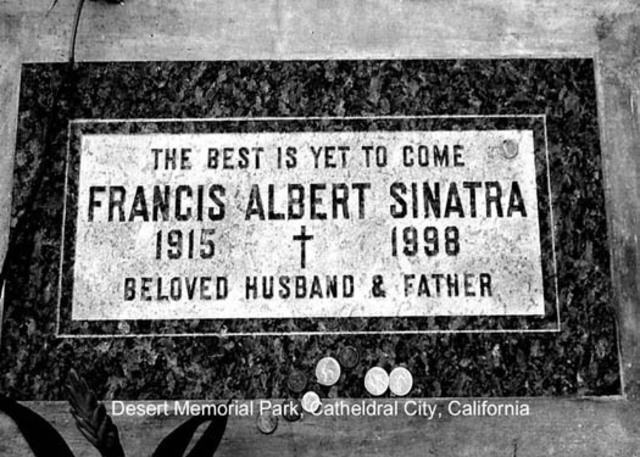 THE BEST IS YET TO COME
FRANCIS ALBERT SINATRA
1915 † 1998
BELOVED HUSBAND & FATHER
Desert Memorial Park, Catheldral City, California